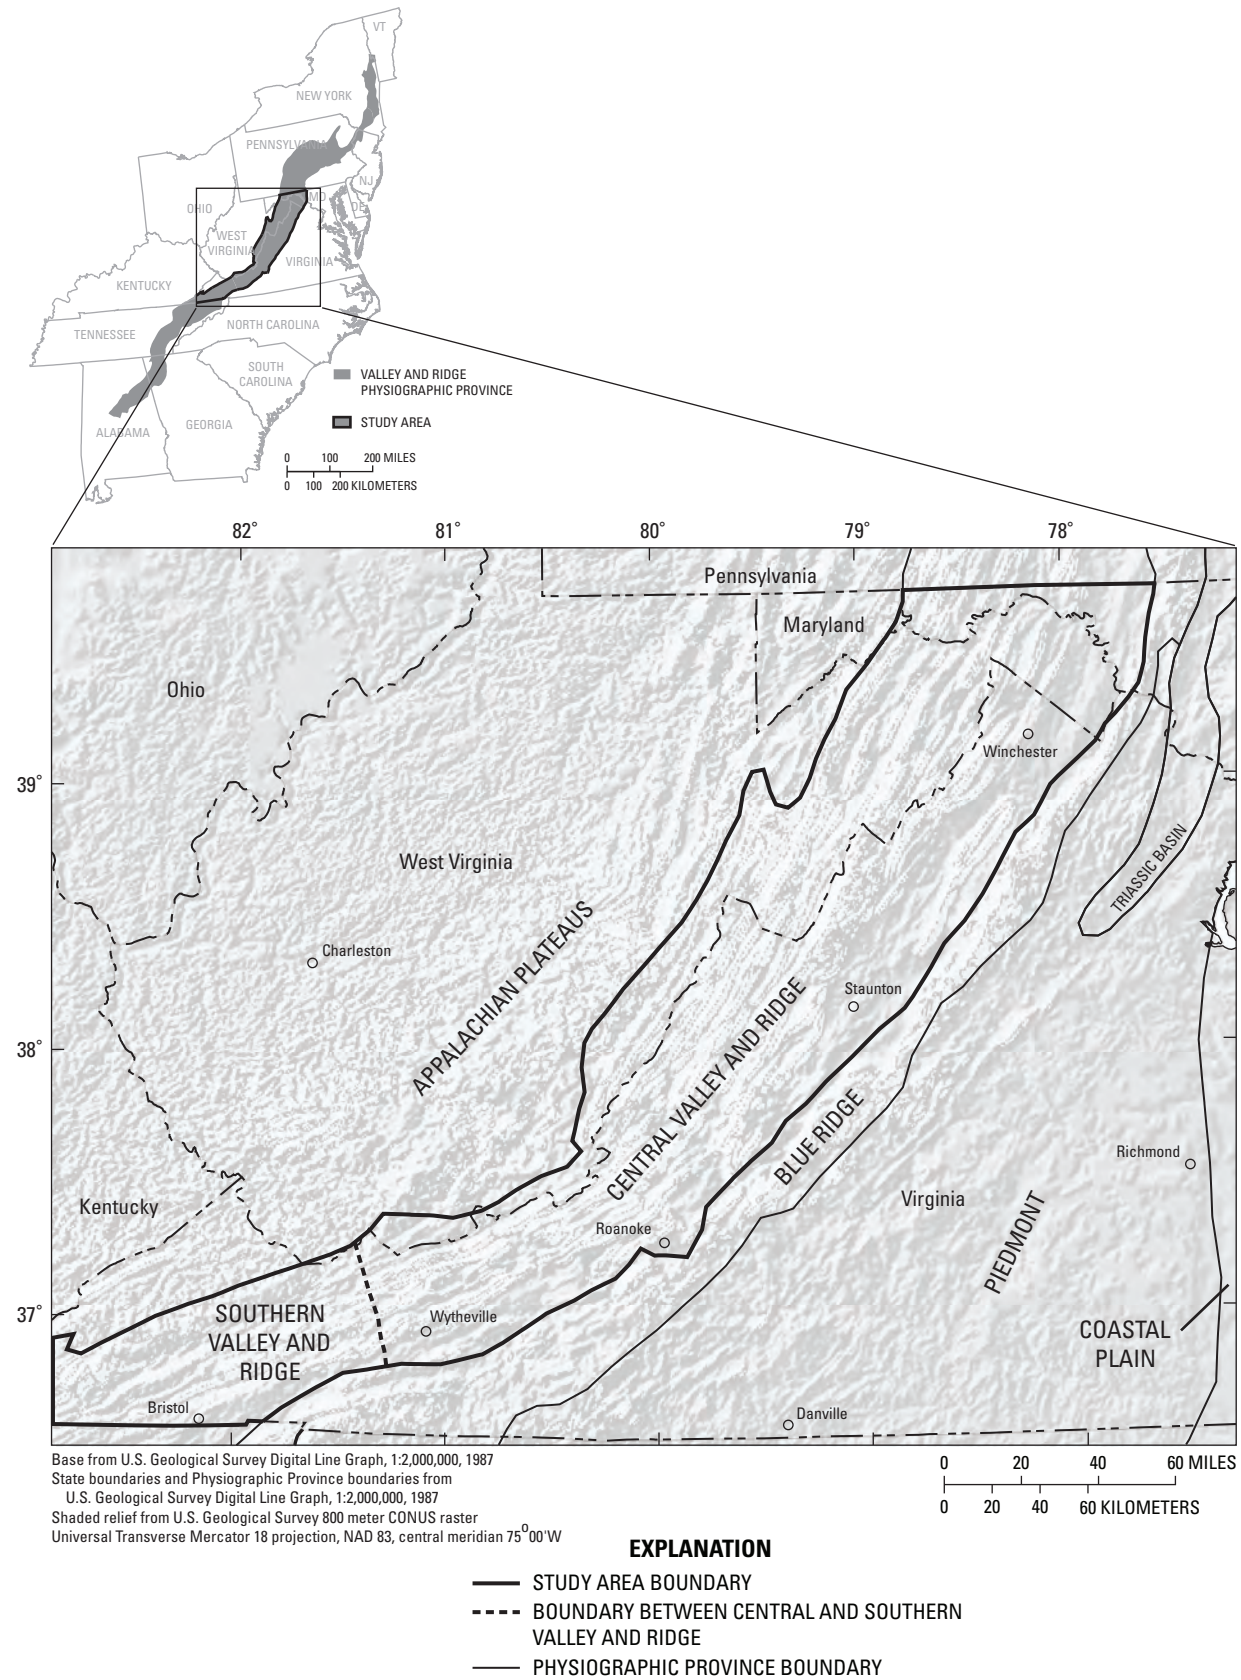 VT
NEW YORK
PENNSYLVANIA
NJ
MD
DE
OHIO
WEST
VIRGINIA
VIRGINIA
KENTUCKY
TENNESSEE
NORTH CAROLINA
SOUTH
CAROLINA
ALABAMA
GEORGIA
VALLEY AND RIDGE
PHYSIOGRAPHIC PROVINCE
STUDY AREA
0 100 200 MILES
0 100 200 KILOMETERS
82° 81° 80° 79° 78°
Pennsylvania
Maryland
Ohio
Winchester
39°
West Virginia
TRIASSIC BASIN
Charleston
APPALACHIAN PLATEAUS
Staunton
38°
CENTRAL VALLEY AND RIDGE
BLUE RIDGE
Richmond
Kentucky
Virginia
Roanoke
PIEDMONT
37°
SOUTHERN
VALLEY AND
RIDGE
Wytheville
COASTAL
PLAIN
Bristol
Danville
Base from U.S. Geological Survey Digital Line Graph, 1:2,000,000, 1987
State boundaries and Physiographic Province boundaries from
U.S. Geological Survey Digital Line Graph, 1:2,000,000, 1987
Shaded relief from U.S. Geological Survey 800 meter CONUS raster
Universal Transverse Mercator 18 projection, NAD 83, central meridian 75°00'W
0 20 40 60 MILES
0 20 40 60 KILOMETERS
EXPLANATION
STUDY AREA BOUNDARY
BOUNDARY BETWEEN CENTRAL AND SOUTHERN
VALLEY AND RIDGE
PHYSIOGRAPHIC PROVINCE BOUNDARY